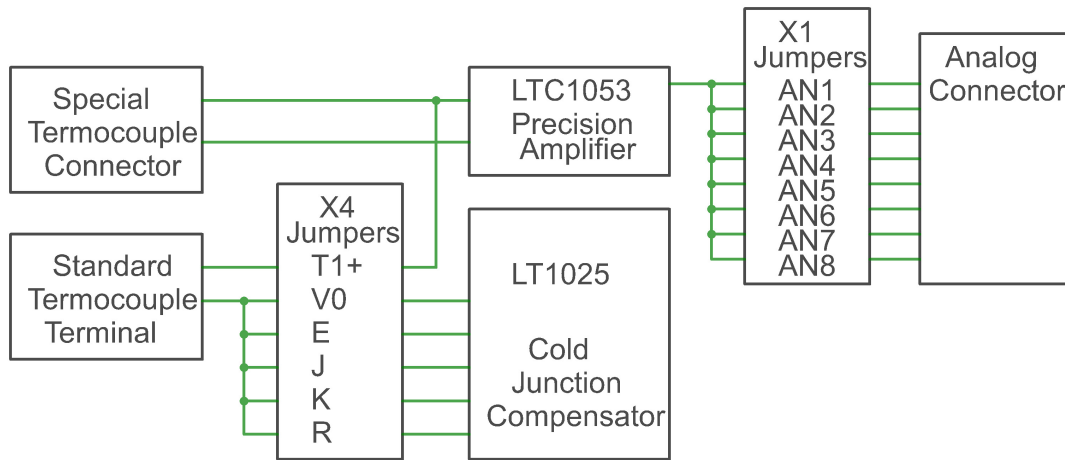 Special
Termocouple
Connector
Standard
Termocouple
Terminal
X4
Jumpers
T1+
V0
E
J
K
R
LTC1053
Precision
Amplifier
LT1025
Cold
Junction
Compensator
X1
Jumpers
AN1
AN2
AN3
AN4
AN5
AN6
AN7
AN8
Analog
Connector